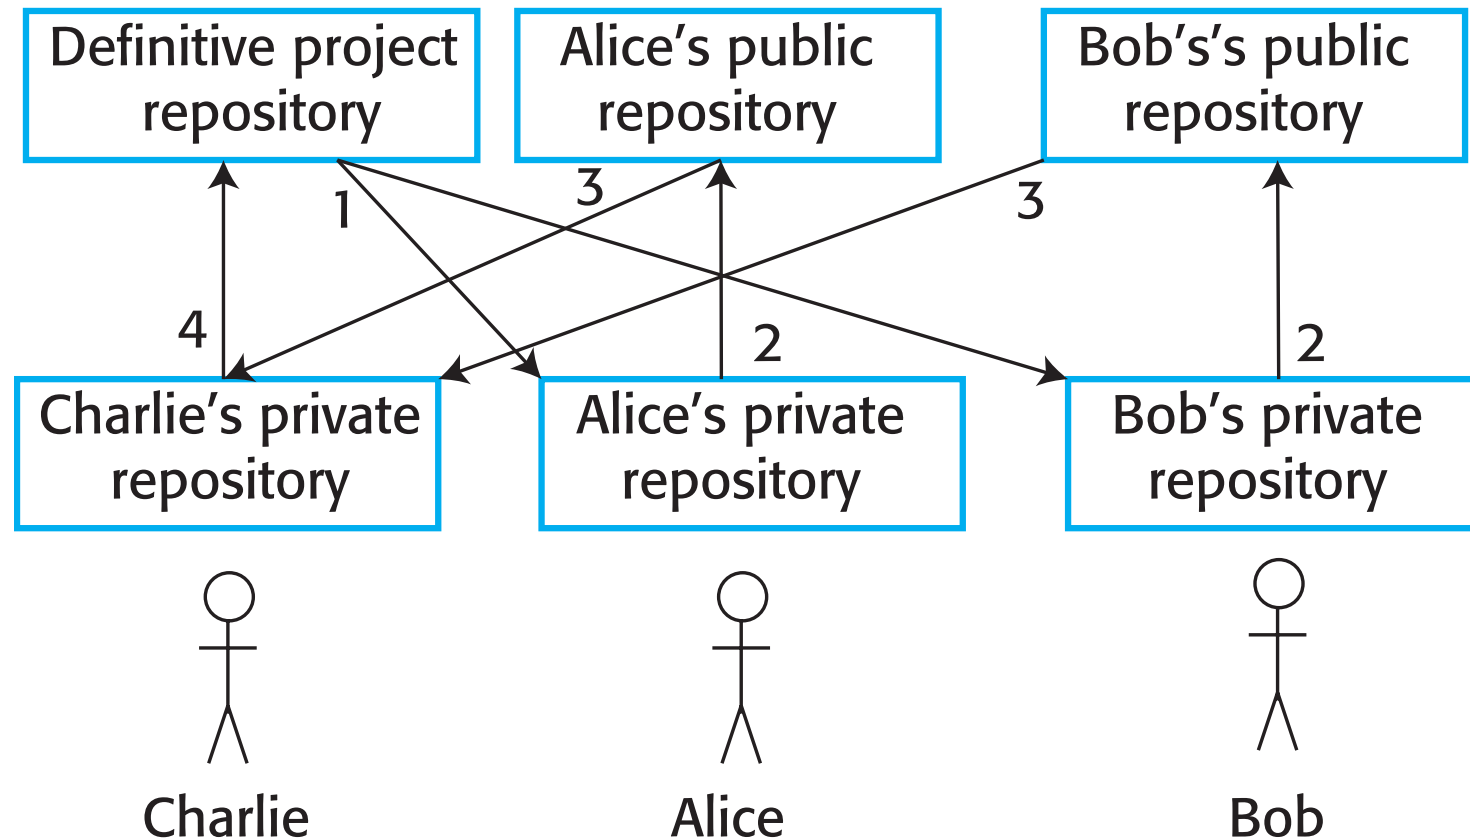 Definitive project
repository
Alice’s public
repository
Bob's’s public
repository
1
3
3
4
2
2
Charlie’s private
repository
Alice’s private
repository
Bob’s private
repository
Charlie
Alice
Bob